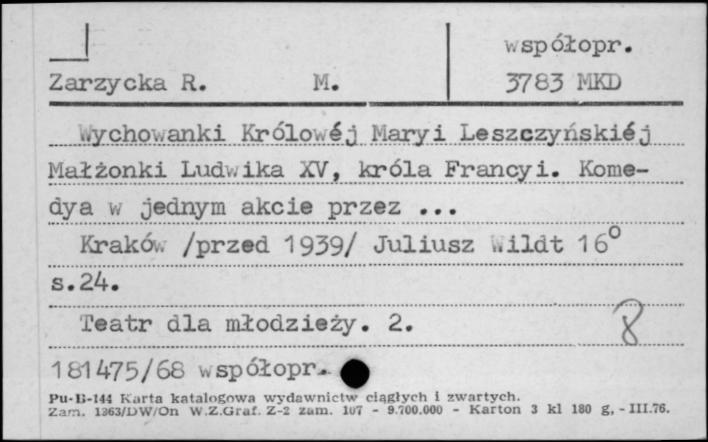 współopr.
Zarzycka R. M. 3783 MKD
Wychowanki Królowéj Maryi Leszczyńskiéj
Małżonki Ludwika XV, króla Francyi. Kome-
dya w jednym akcie przez ...
Kraków /przed 1939/ Juliusz Wildt 16°
s.24.
Teatr dla młodzieży. 2.
8
181475/68 współopr.
Pu-B-144 Karta katalogowa wydawnictw ciągłych i zwartych.
Zam. 1363/DW/On W.Z.Graf. Z-2 zam. 107 - 9.700.000 - Karton 3 kl 180 g, - III.76.